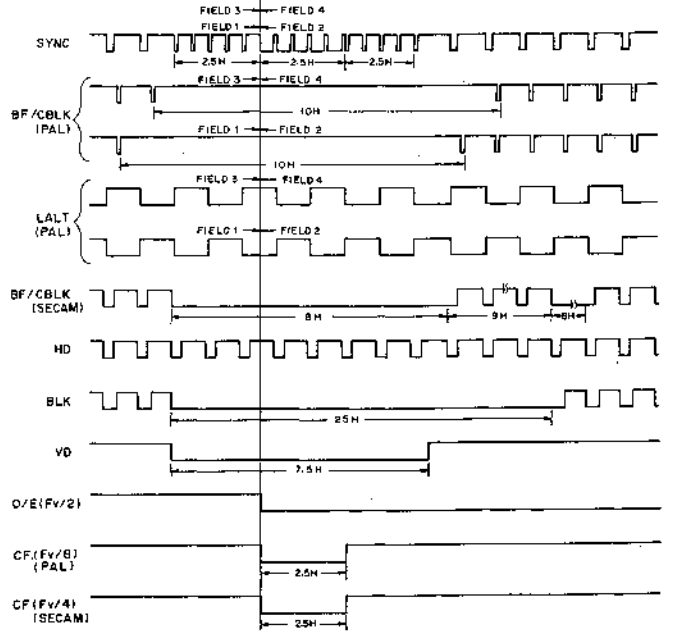 FIELD 3 FIELD 4
FIELD 1 FIELD 2
SYNC
2.5H 2.5H 2.5H
FIELD 3 FIELD 4
BF/CBLK
(PAL)
10H
FIELD 1 FIELD 2
10H
FIELD 3 FIELD 4
LALT
(PAL)
FIELD 1 FIELD 2
BF/CBLK
(SECAM)
8H 9H 8H
HD
BLK
25H
VD
7.5H
O/E(FV/2)
CF.(FV/8)
(PAL)
2.5H
CF(FV/4)
(SECAM)
2.5H